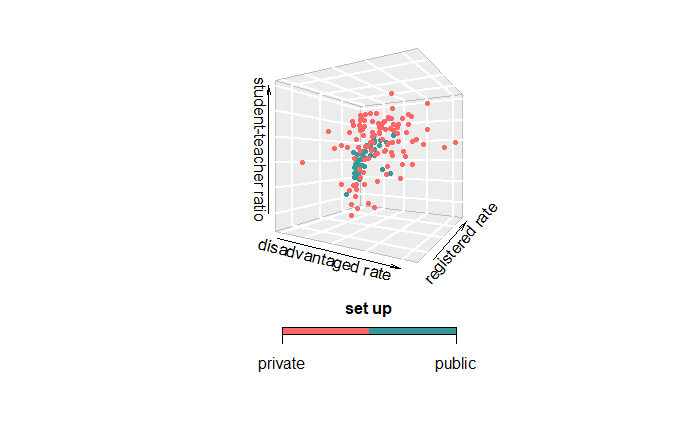 student-teacher ratio
disadvantaged rate
registered rate
set up
private
public